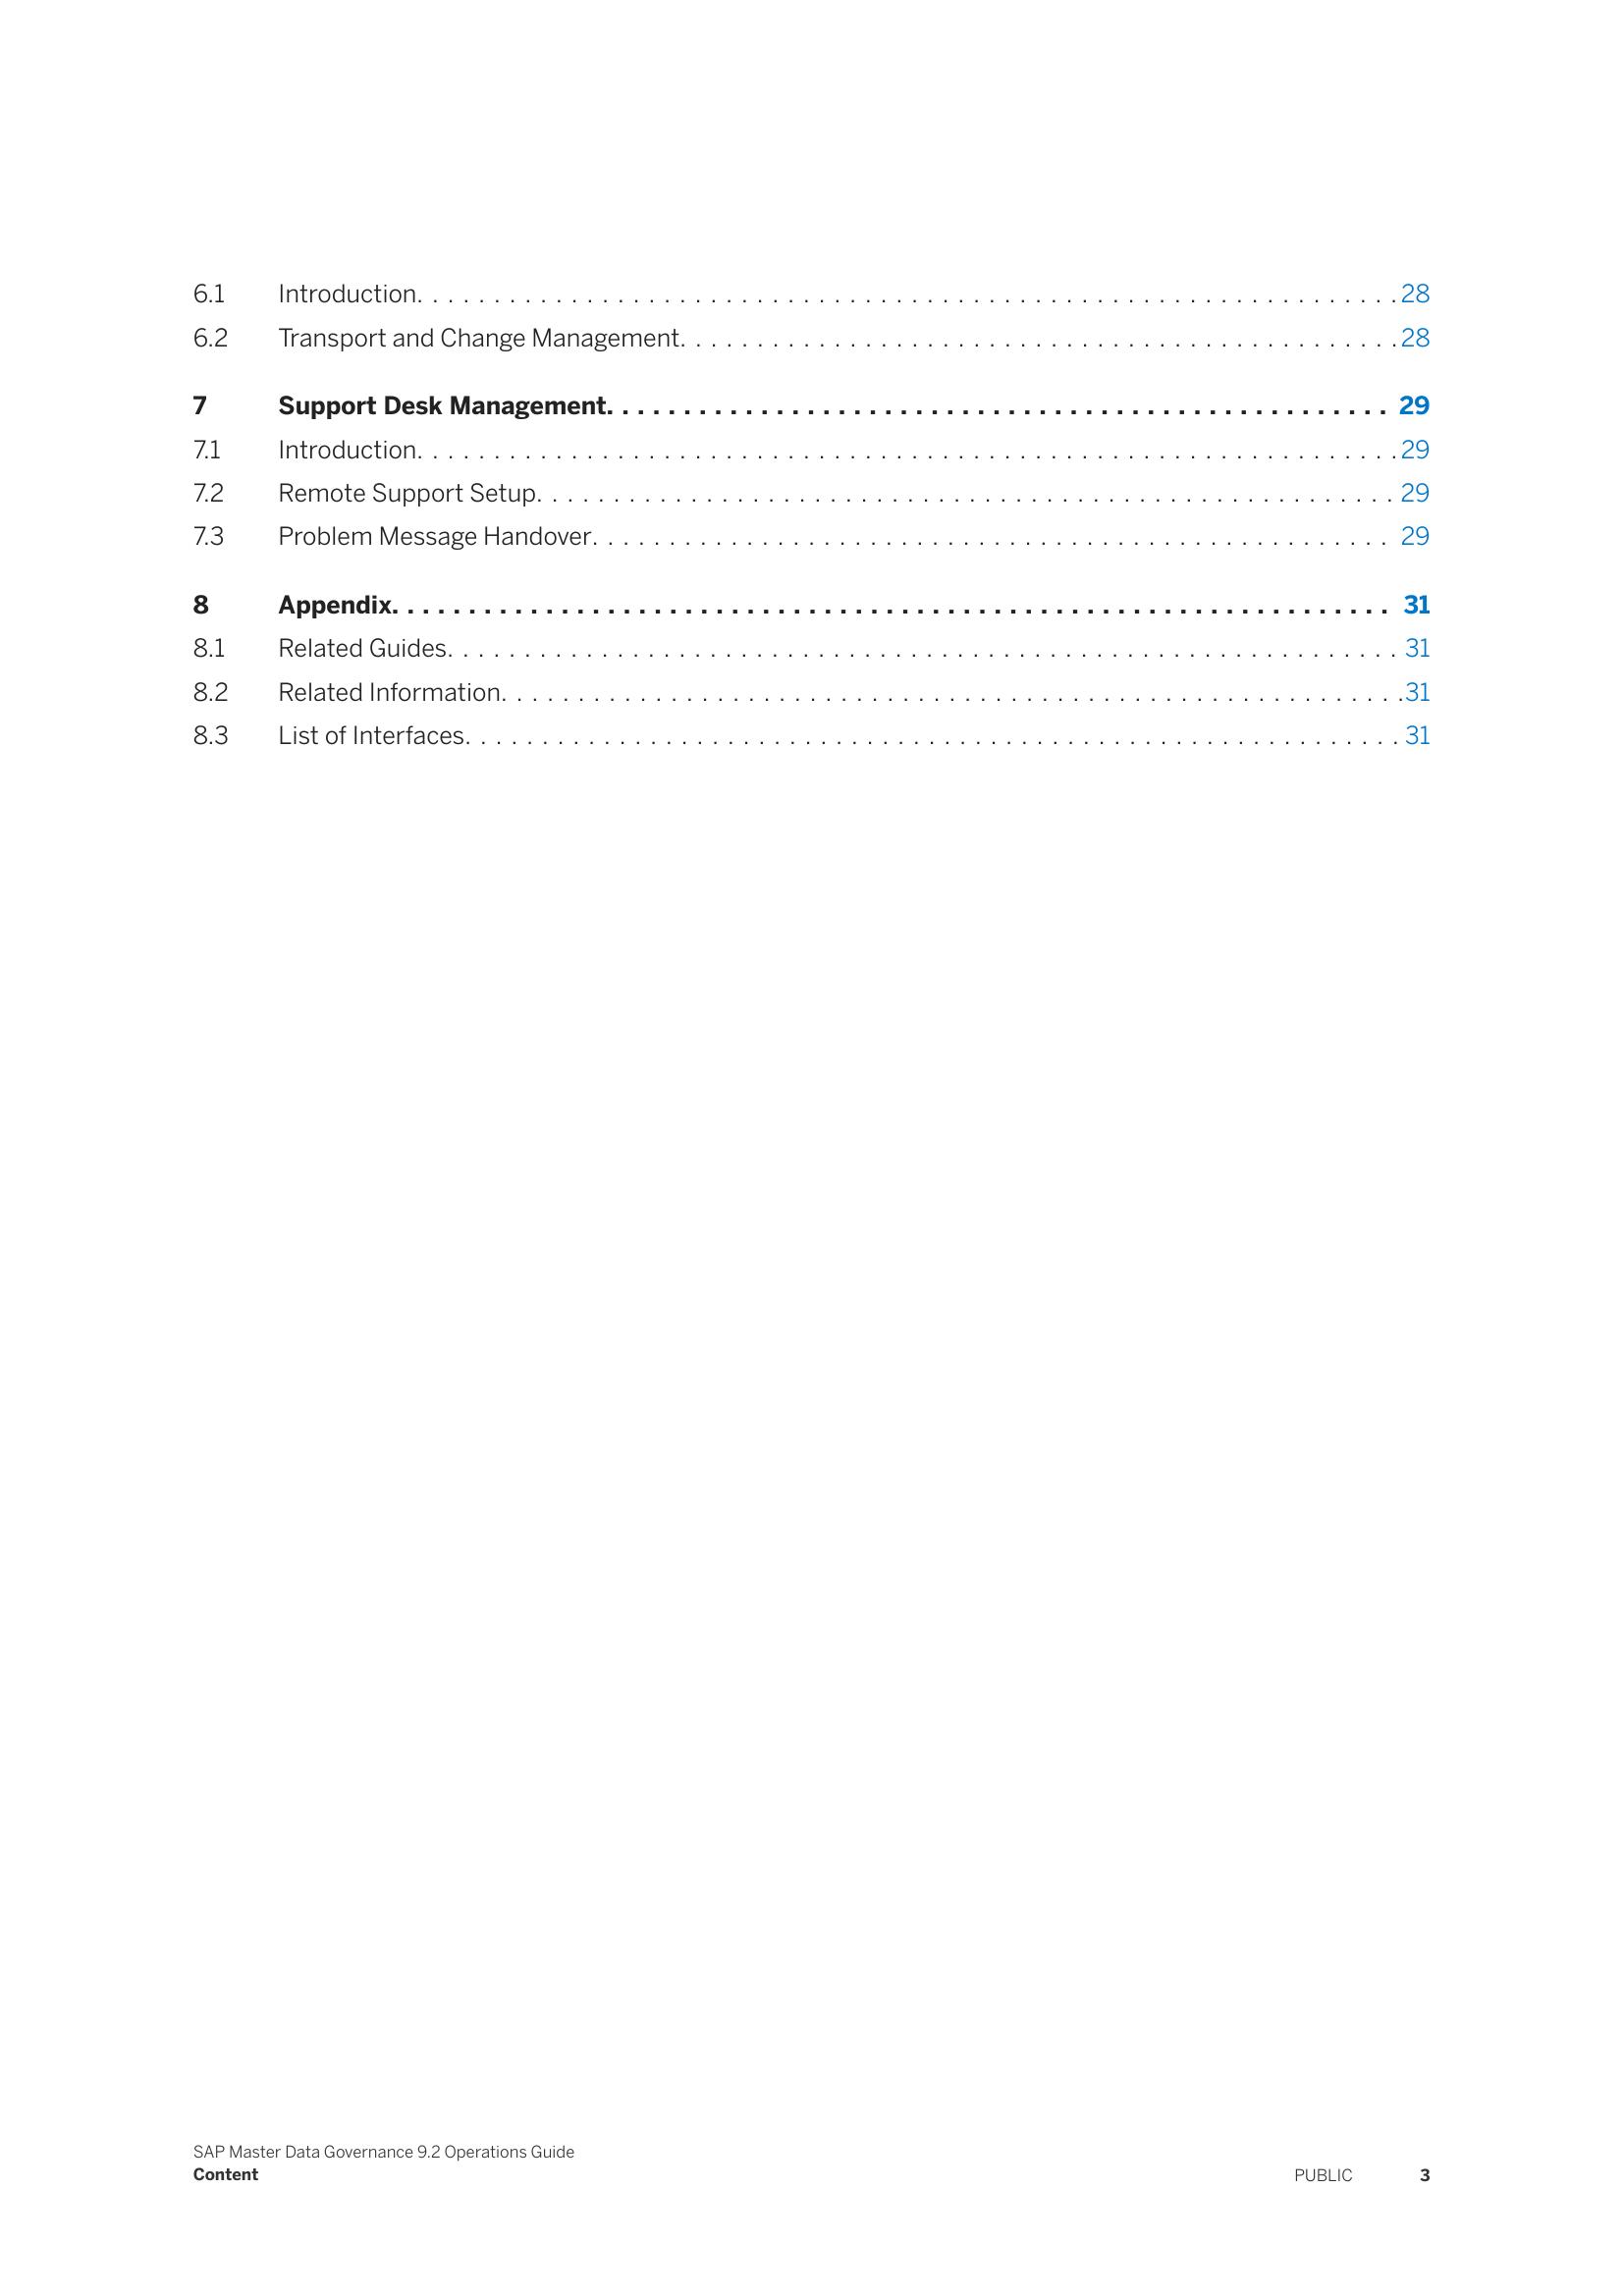 6.1 Introduction. . . . . . . . . . . . . . . . . . . . . . . . . . . . . . . . . . . . . . . . . . . . . . . . . . . . . . . . . . . . . . . . 28
6.2 Transport and Change Management. . . . . . . . . . . . . . . . . . . . . . . . . . . . . . . . . . . . . . . . . . . . . . . 28
7 Support Desk Management. . . . . . . . . . . . . . . . . . . . . . . . . . . . . . . . . . . . . . . . . . . . . . . . . . . 29
7.1 Introduction. . . . . . . . . . . . . . . . . . . . . . . . . . . . . . . . . . . . . . . . . . . . . . . . . . . . . . . . . . . . . . . . 29
7.2 Remote Support Setup. . . . . . . . . . . . . . . . . . . . . . . . . . . . . . . . . . . . . . . . . . . . . . . . . . . . . . . . 29
7.3 Problem Message Handover. . . . . . . . . . . . . . . . . . . . . . . . . . . . . . . . . . . . . . . . . . . . . . . . . . . . 29
8 Appendix. . . . . . . . . . . . . . . . . . . . . . . . . . . . . . . . . . . . . . . . . . . . . . . . . . . . . . . . . . . . . . . . . 31
8.1 Related Guides. . . . . . . . . . . . . . . . . . . . . . . . . . . . . . . . . . . . . . . . . . . . . . . . . . . . . . . . . . . . . . 31
8.2 Related Information. . . . . . . . . . . . . . . . . . . . . . . . . . . . . . . . . . . . . . . . . . . . . . . . . . . . . . . . . . . 31
8.3 List of Interfaces. . . . . . . . . . . . . . . . . . . . . . . . . . . . . . . . . . . . . . . . . . . . . . . . . . . . . . . . . . . . . 31
SAP Master Data Governance 9.2 Operations Guide
Content PUBLIC 3